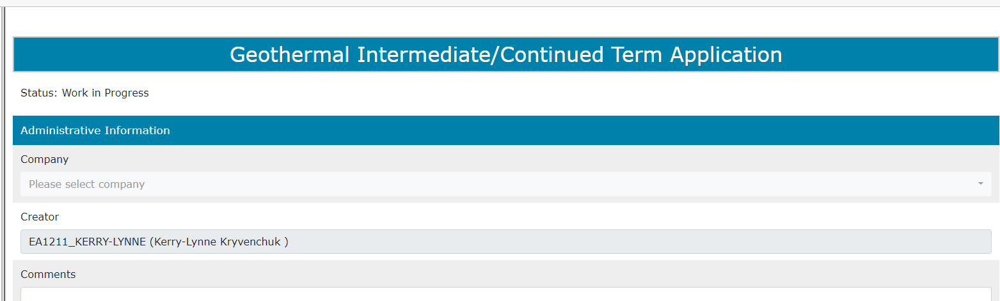 Geothermal Intermediate/Continued Term Application
Status: Work in Progress
Administrative Information
Company
Please select company
Creator
EA1211_KERRY-LYNNE (Kerry-Lynne Kryvenchuk )
Comments